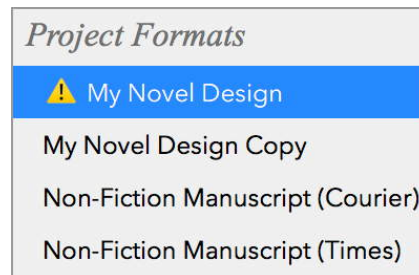 Project Formats
My Novel Design
My Novel Design Copy
Non-Fiction Manuscript (Courier)
Non-Fiction Manuscript (Times)